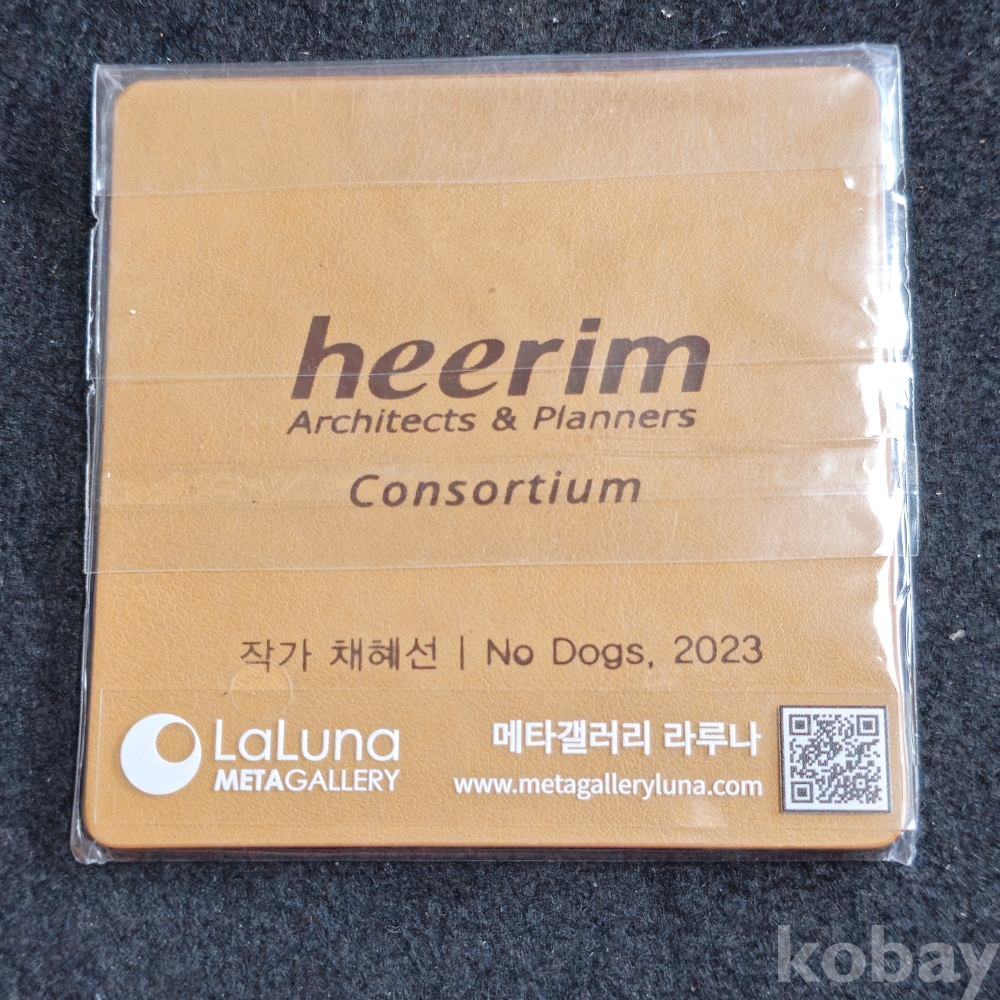 heerim
Architects & Planners
Consortium
작가 채혜선 | No Dogs, 2023
LaLuna
METAGALLERY
메타갤러리 라루나
www.metagalleryluna.com
kobay